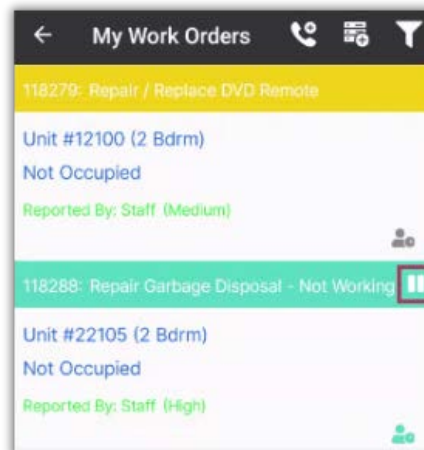 My Work Orders
118279: Repair / Replace DVD Remote
Unit #12100 (2 Bdrm)
Not Occupied
Reported By: Staff (Medium)
118288: Repair Garbage Disposal - Not Working
Unit #22105 (2 Bdrm)
Not Occupied
Reported By: Staff (High)